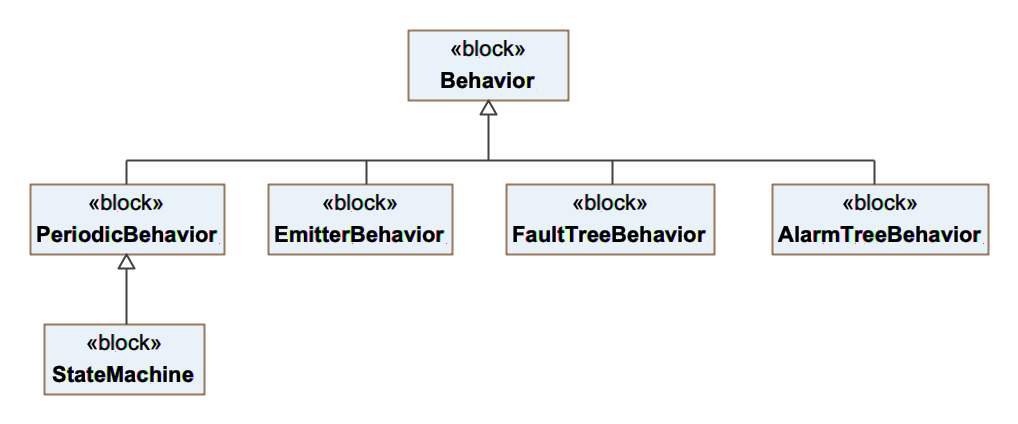 «block»
Behavior
«block»
PeriodicBehavior
«block»
EmitterBehavior
«block»
FaultTreeBehavior
«block»
AlarmTreeBehavior
«block»
StateMachine